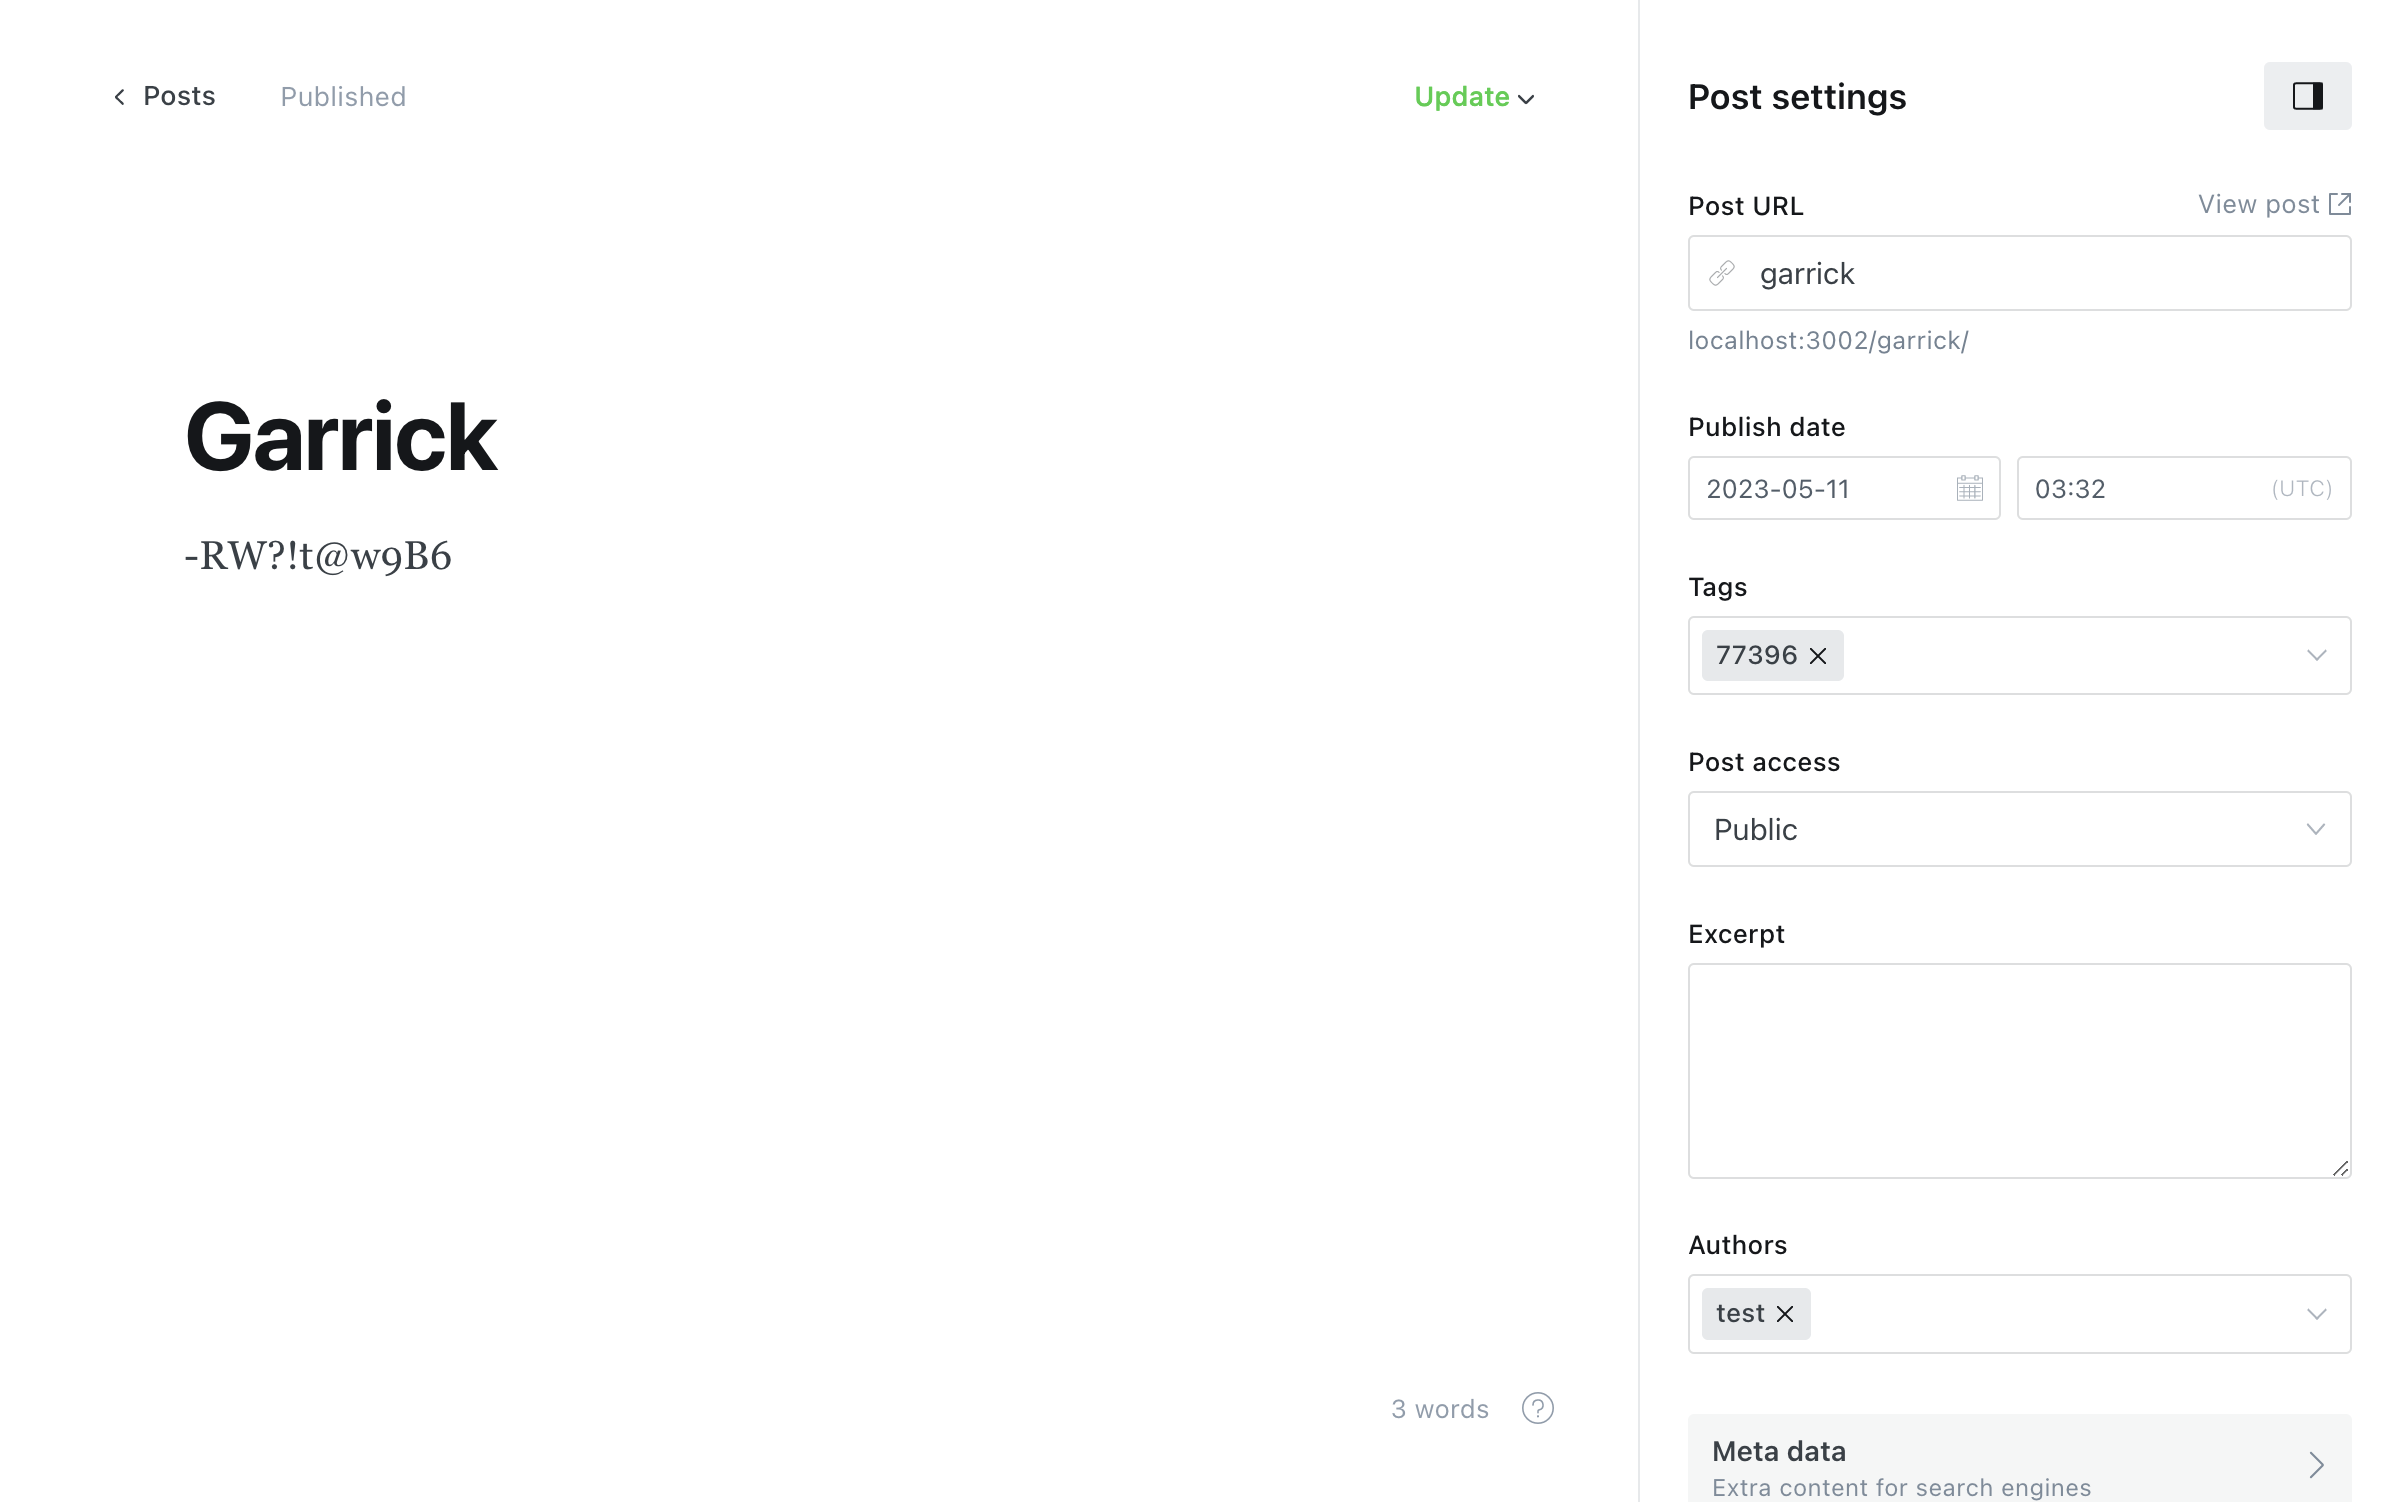 Posts
Published
Update
Garrick
-RW?!t@w9B6
3 words
?
Post settings
Post URL
View post
garrick
localhost:3002/garrick/
Publish date
2023-05-11
03:32
(UTC)
Tags
77396
Post access
Public
Excerpt
Authors
test
Meta data
Extra content for search engines